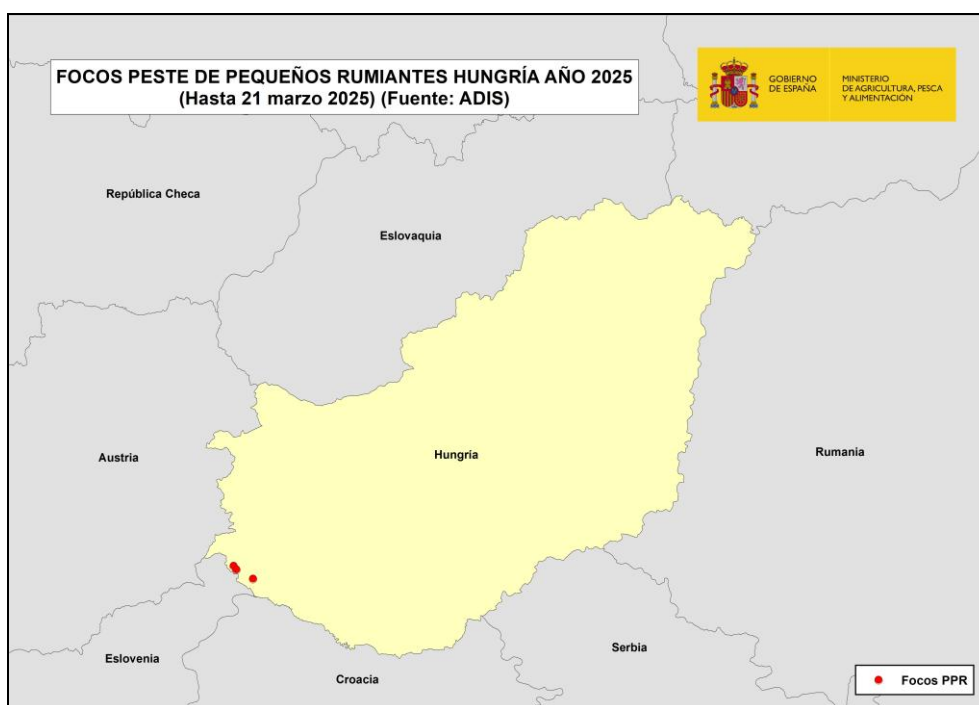 FOCOS PESTE DE PEQUEÑOS RUMIANTES HUNGRÍA AÑO 2025
(Hasta 21 marzo 2025) (Fuente: ADIS)
GOBIERNO
DE ESPAÑA
MINISTERIO
DE AGRICULTURA, PESCA
Y ALIMENTACIÓN
República Checa
Eslovaquia
Austria
Hungría
Rumania
Eslovenia
Croacia
Serbia
Focos PPR